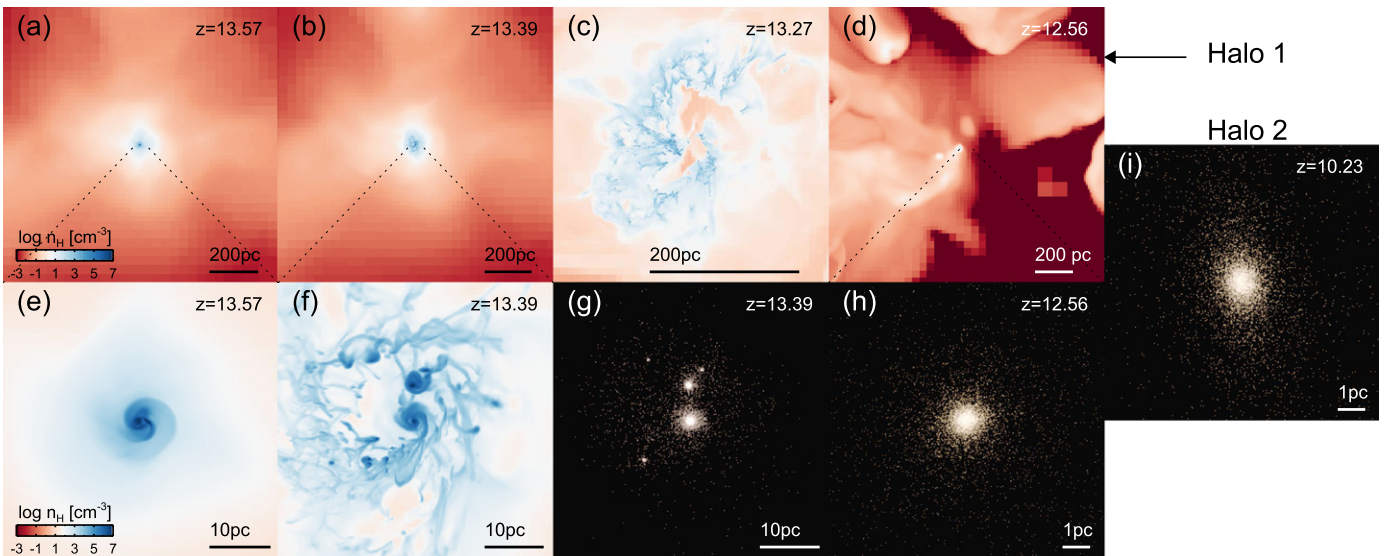 (a) z=13.57
log n_H [cm^-3]
-3 -1 1 3 5 7
200pc
(b) z=13.39
200pc
(c) z=13.27
200pc
(d) z=12.56
200 pc
Halo 1
Halo 2
(e) z=13.57
log n_H [cm^-3]
-3 -1 1 3 5 7
10pc
(f) z=13.39
10pc
(g) z=13.39
10pc
(h) z=12.56
1pc
(i) z=10.23
1pc